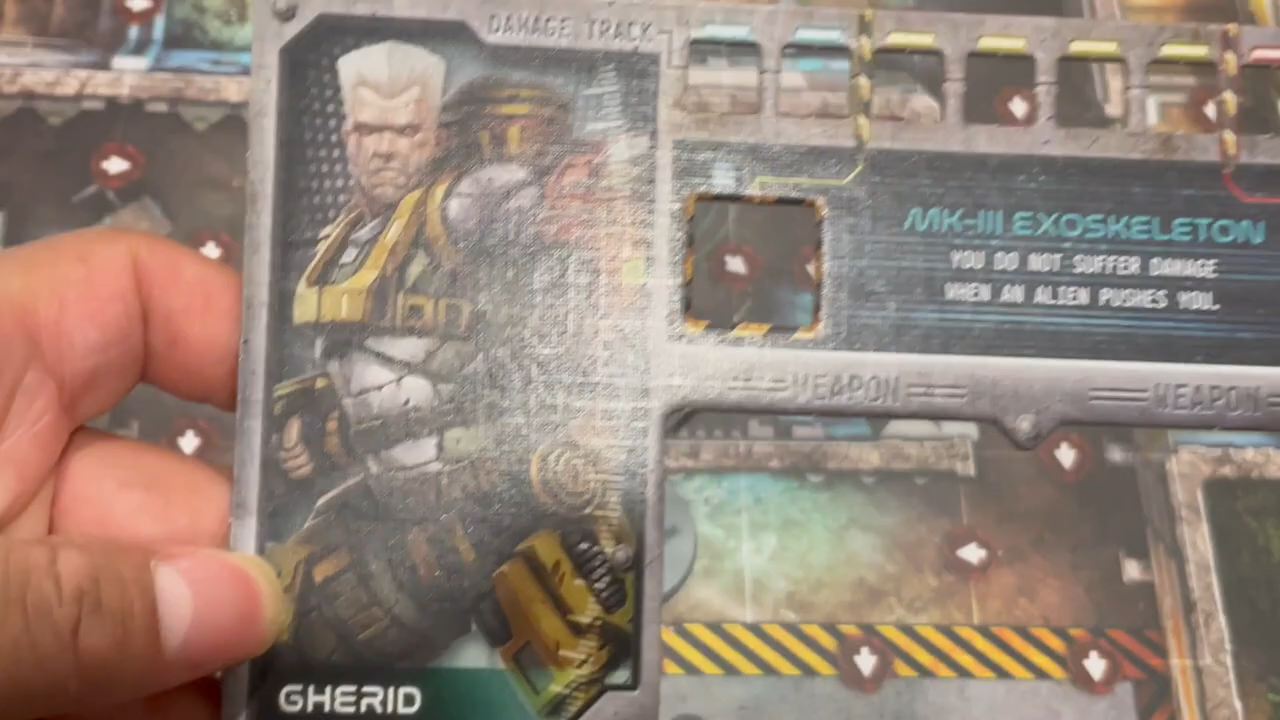 DAMAGE TRACK
MK-III EXOSKELETON
YOU DO NOT SUFFER DAMAGE
WHEN AN ALIEN PUSHES YOU.
WEAPON
WEAPON
GHERID